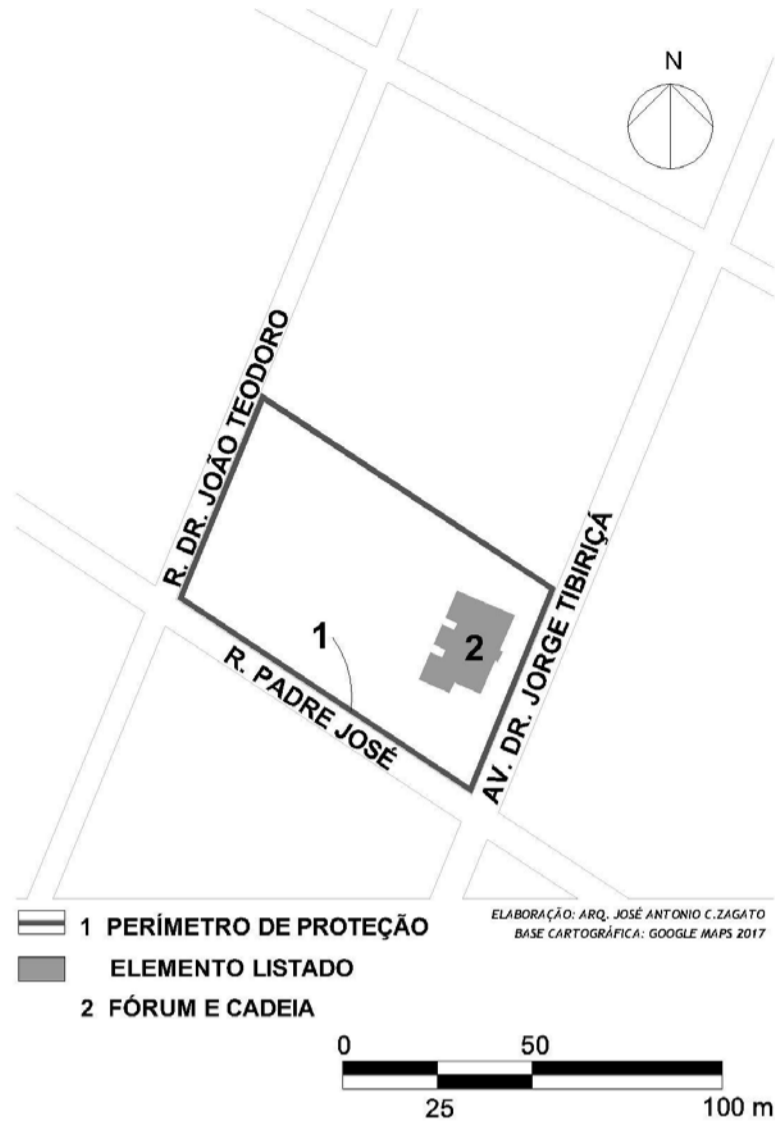 N
R. DR. JOÃO TEODORO
AV. DR. JORGE TIBIRIÇÁ
1
2
R. PADRE JOSÉ
1 PERÍMETRO DE PROTEÇÃO
ELEMENTO LISTADO
2 FÓRUM E CADEIA
ELABORAÇÃO: ARQ. JOSÉ ANTONIO C.ZAGATO
BASE CARTOGRÁFICA: GOOGLE MAPS 2017
0 50
25 100 m